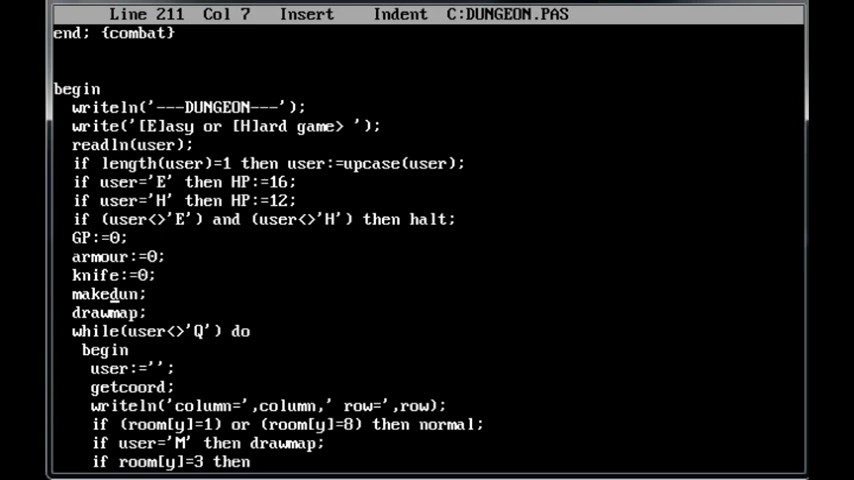 Line 211 Col 7 Insert Indent C:DUNGEON.PAS
end; {combat}
begin
writeln('---DUNGEON---');
write('[E]asy or [H]ard game> ');
readln(user);
if length(user)=1 then user:=upcase(user);
if user='E' then HP:=16;
if user='H' then HP:=12;
if (user<>'E') and (user<>'H') then halt;
GP:=0;
armour:=0;
knife:=0;
makedun;
drawmap;
while(user<>'Q') do
begin
user:='';
getcoord;
writeln('column=',column,' row=',row);
if (room[y]=1) or (room[y]=8) then normal;
if user='M' then drawmap;
if room[y]=3 then